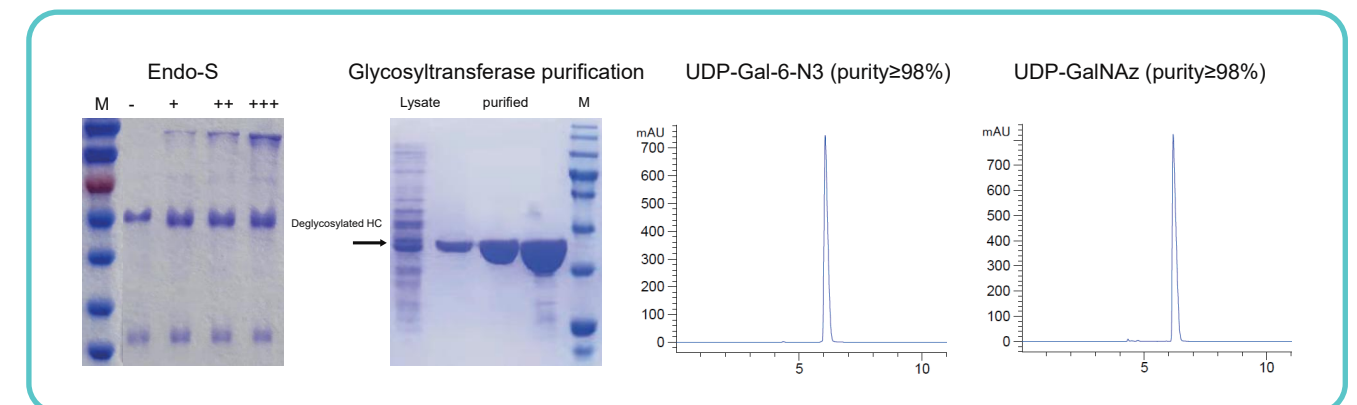 Endo-S
M - + ++ +++
Deglycosylated HC
Glycosyltransferase purification
Lysate purified M
UDP-Gal-6-N3 (purity≥98%)
mAU
700
600
500
400
300
200
100
0
5 10
UDP-GalNAz (purity≥98%)
mAU
700
600
500
400
300
200
100
0
5 10